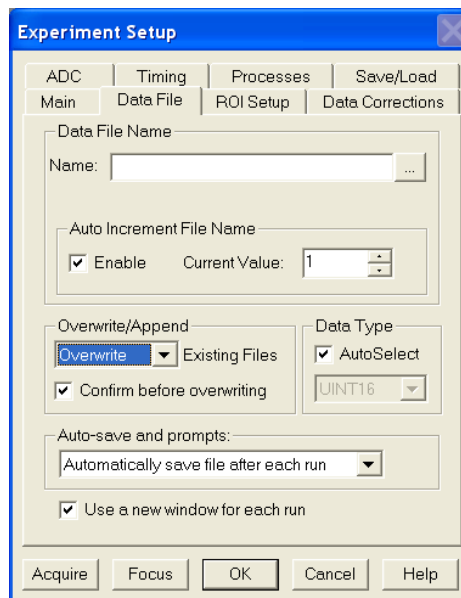 Experiment Setup
ADC Timing Processes Save/Load
Main Data File ROI Setup Data Corrections
Data File Name
Name: ...
Auto Increment File Name
Enable Current Value: 1
Overwrite/Append Data Type
Overwrite Existing Files AutoSelect
Confirm before overwriting UINT16
Auto-save and prompts:
Automatically save file after each run
Use a new window for each run
Acquire Focus OK Cancel Help